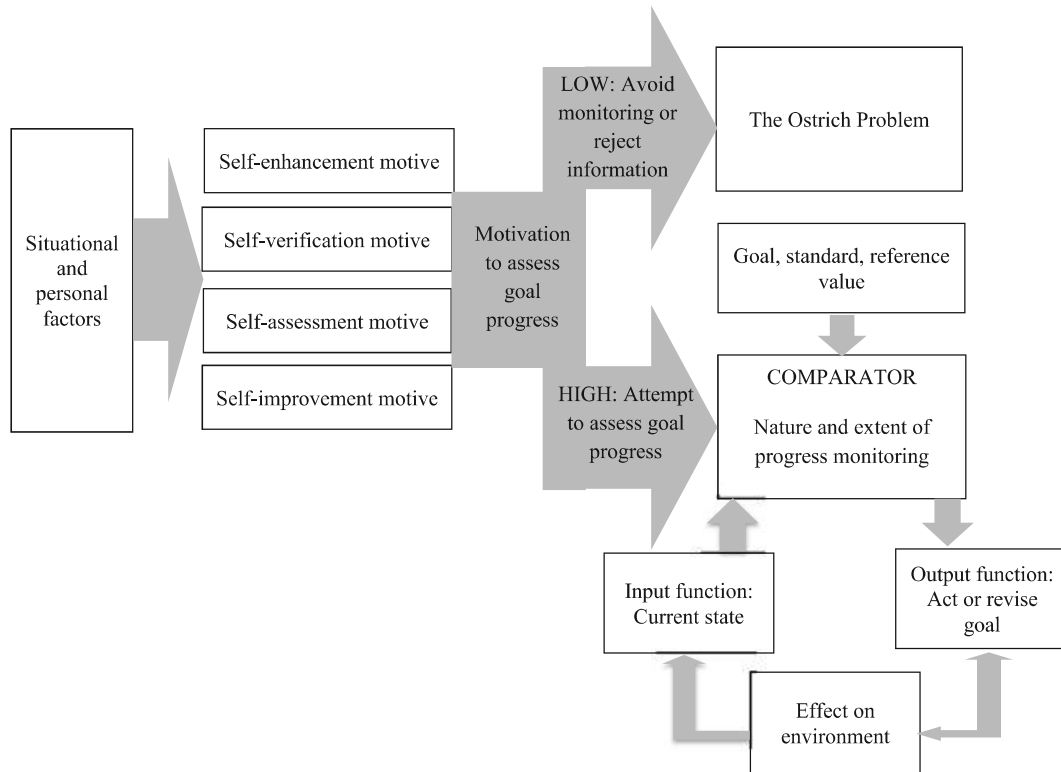 Situational
and
personal
factors
Self-enhancement motive
Self-verification motive
Self-assessment motive
Self-improvement motive
Motivation
to assess
goal
progress
LOW: Avoid
monitoring or
reject
information
The Ostrich Problem
HIGH: Attempt
to assess goal
progress
Goal, standard, reference
value
COMPARATOR
Nature and extent of
progress monitoring
Input function:
Current state
Output function:
Act or revise
goal
Effect on
environment